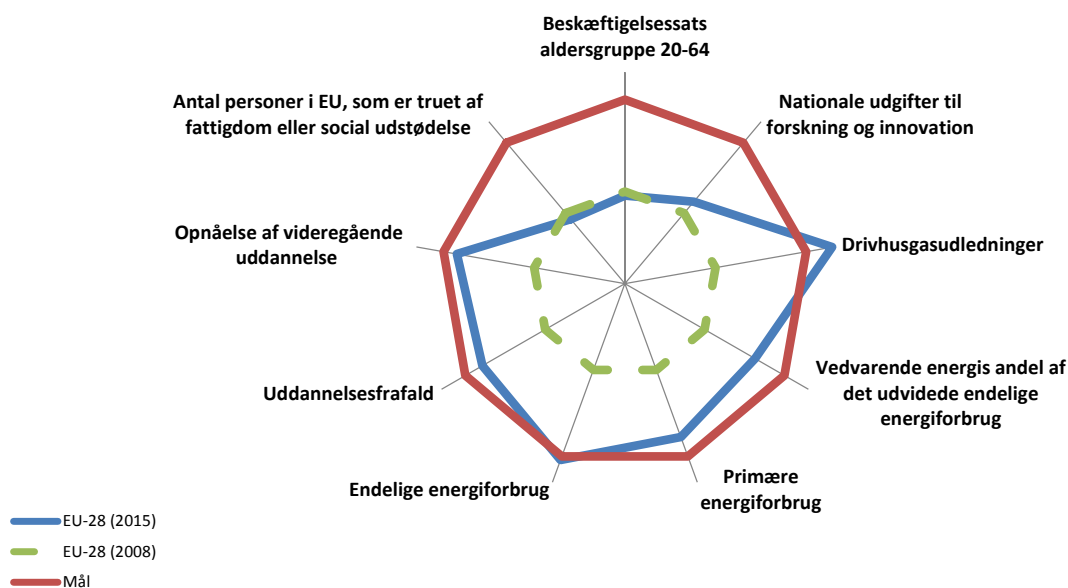 Beskæftigelsessats
aldersgruppe 20-64
Antal personer i EU, som er truet af
fattigdom eller social udstødelse
Nationale udgifter til
forskning og innovation
Opnåelse af videregående
uddannelse
Drivhusgasudledninger
Uddannelsesfrafald
Vedvarende energis andel af
det udvidede endelige
energiforbrug
Endelige energiforbrug
Primære
energiforbrug
EU-28 (2015)
EU-28 (2008)
Mål